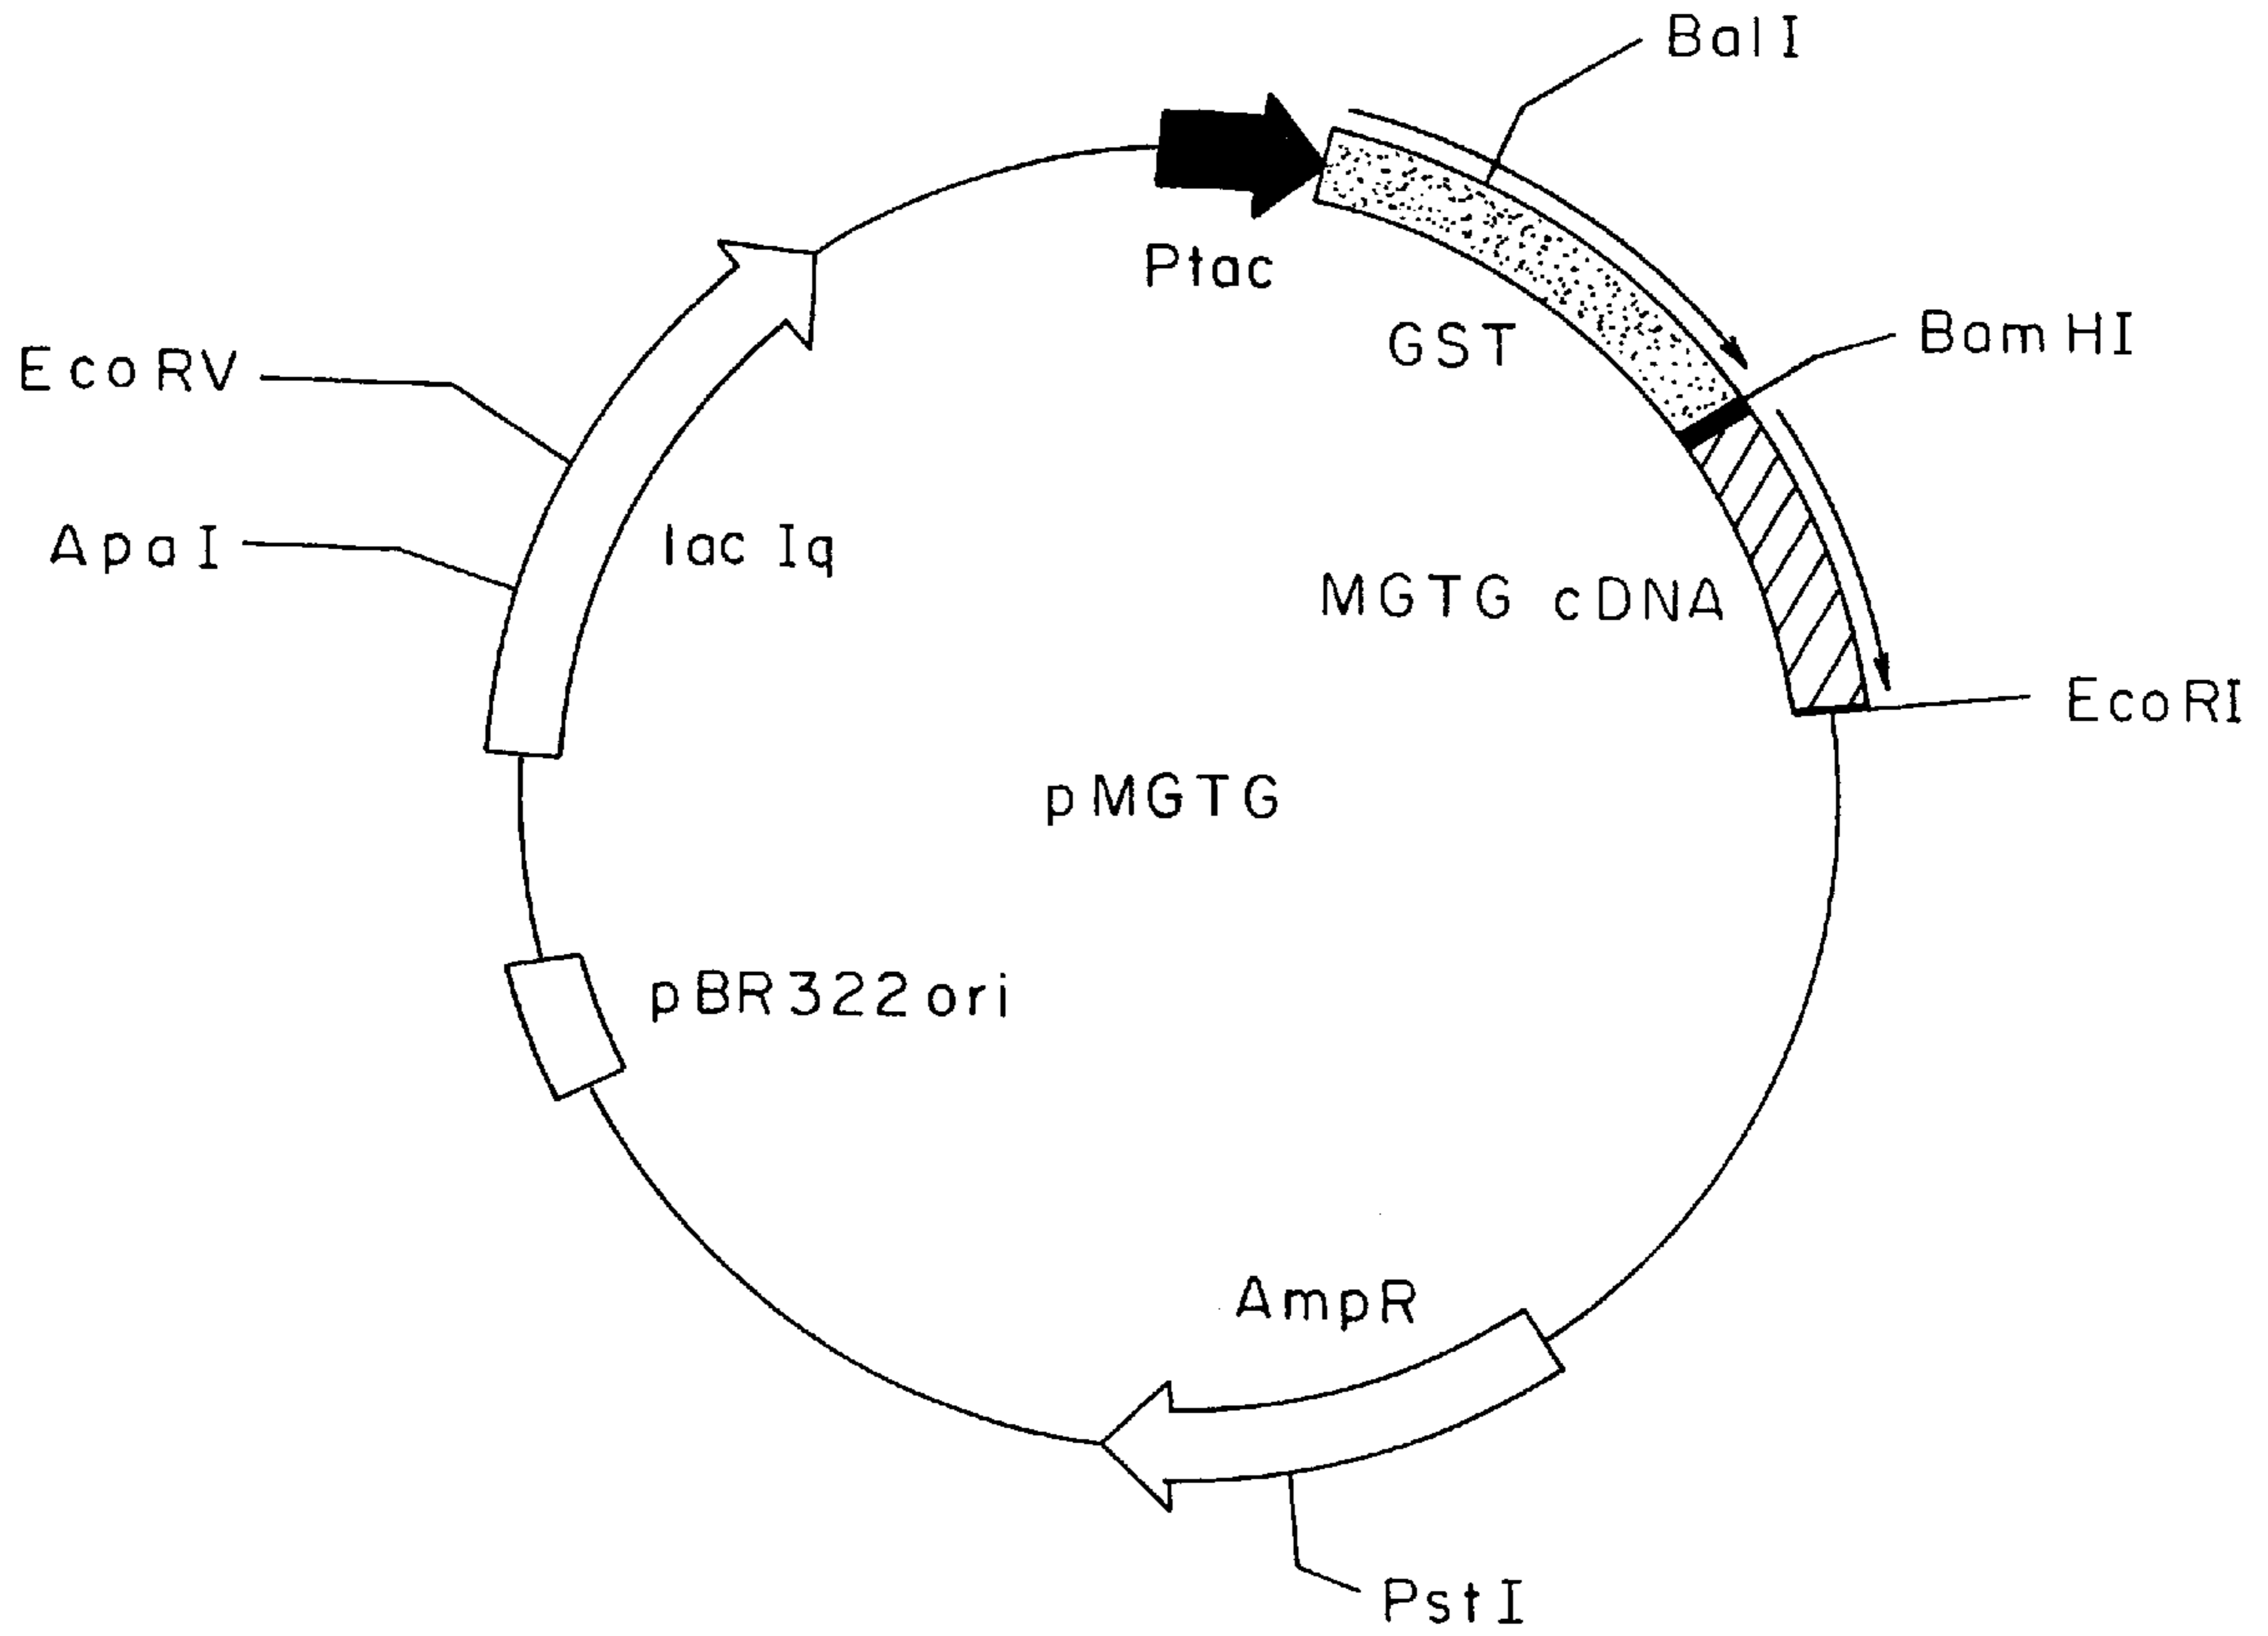 BalI
Ptac
GST
BamHI
EcoRV
ApaI
lac Iq
MGTG cDNA
EcoRI
pMGTG
pBR322ori
AmpR
PstI